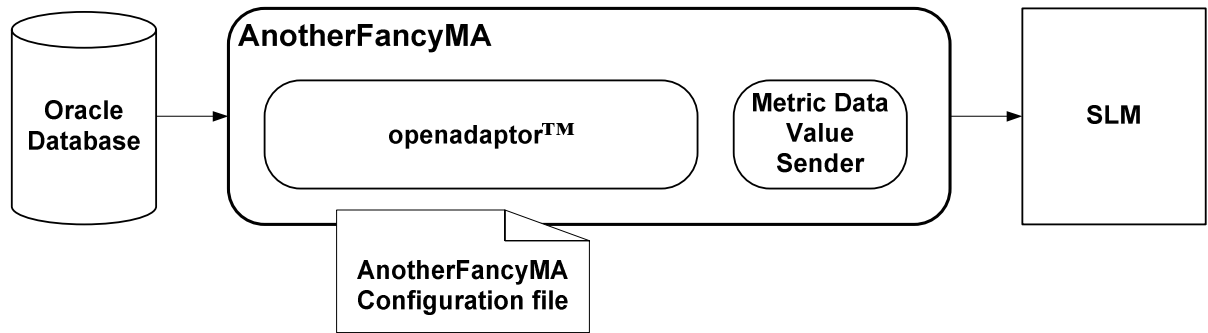 Oracle
Database
AnotherFancyMA
openadaptor™
Metric Data
Value
Sender
SLM
AnotherFancyMA
Configuration file